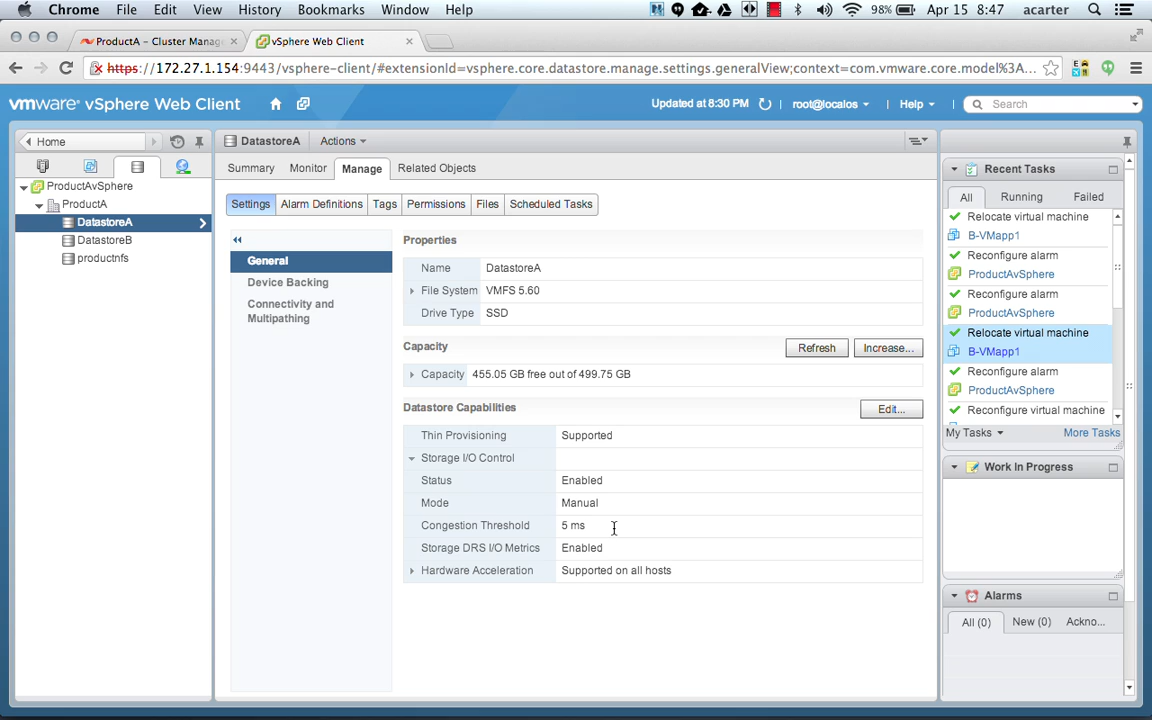 Chrome File Edit View History Bookmarks Window Help 98% Apr 15 8:47 acarter
ProductA – Cluster Manag
vSphere Web Client
https://172.27.1.154:9443/vsphere-client/#extensionId=vsphere.core.datastore.manage.settings.generalView;context=com.vmware.core.model%3A...
vmware vSphere Web Client
Updated at 8:30 PM
root@localos
Help
Search
Home
ProductAvSphere
ProductA
DatastoreA
DatastoreB
productnfs
DatastoreA
Actions
Summary
Monitor
Manage
Related Objects
Settings
Alarm Definitions
Tags
Permissions
Files
Scheduled Tasks
General
Device Backing
Connectivity and
Multipathing
Properties
Name DatastoreA
File System VMFS 5.60
Drive Type SSD
Capacity
Refresh
Increase...
Capacity 455.05 GB free out of 499.75 GB
Datastore Capabilities
Edit...
Thin Provisioning Supported
Storage I/O Control
Status Enabled
Mode Manual
Congestion Threshold 5 ms
Storage DRS I/O Metrics Enabled
Hardware Acceleration Supported on all hosts
Recent Tasks
All
Running
Failed
Relocate virtual machine
B-VMapp1
Reconfigure alarm
ProductAvSphere
Reconfigure alarm
ProductAvSphere
Relocate virtual machine
B-VMapp1
Reconfigure alarm
ProductAvSphere
Reconfigure virtual machine
My Tasks
More Tasks
Work In Progress
Alarms
All (0)
New (0)
Ackno...